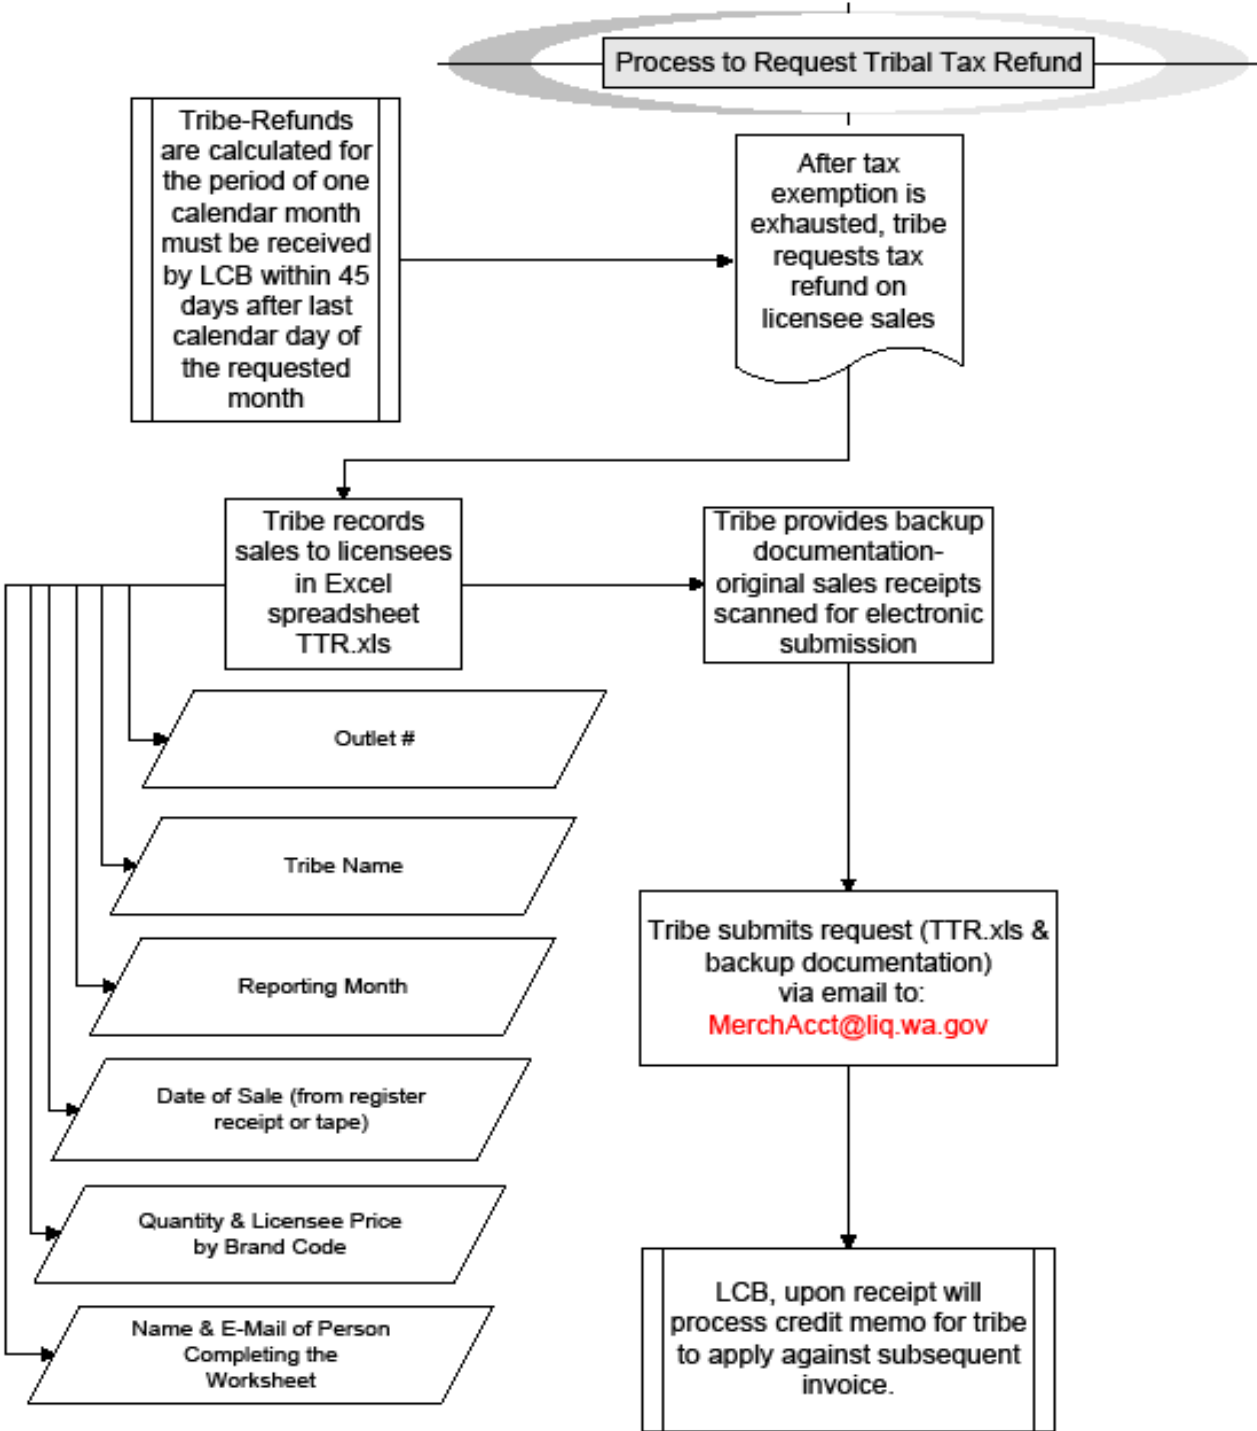 Process to Request Tribal Tax Refund
Tribe-Refunds
are calculated for
the period of one
calendar month
must be received
by LCB within 45
days after last
calendar day of
the requested
month
After tax
exemption is
exhausted, tribe
requests tax
refund on
licensee sales
Tribe records
sales to licensees
in Excel
spreadsheet
TTR.xls
Tribe provides backup
documentation-
original sales receipts
scanned for electronic
submission
Outlet #
Tribe Name
Reporting Month
Date of Sale (from register
receipt or tape)
Quantity & Licensee Price
by Brand Code
Name & E-Mail of Person
Completing the
Worksheet
Tribe submits request (TTR.xls &
backup documentation)
via email to:
MerchAcct@liq.wa.gov
LCB, upon receipt will
process credit memo for tribe
to apply against subsequent
invoice.